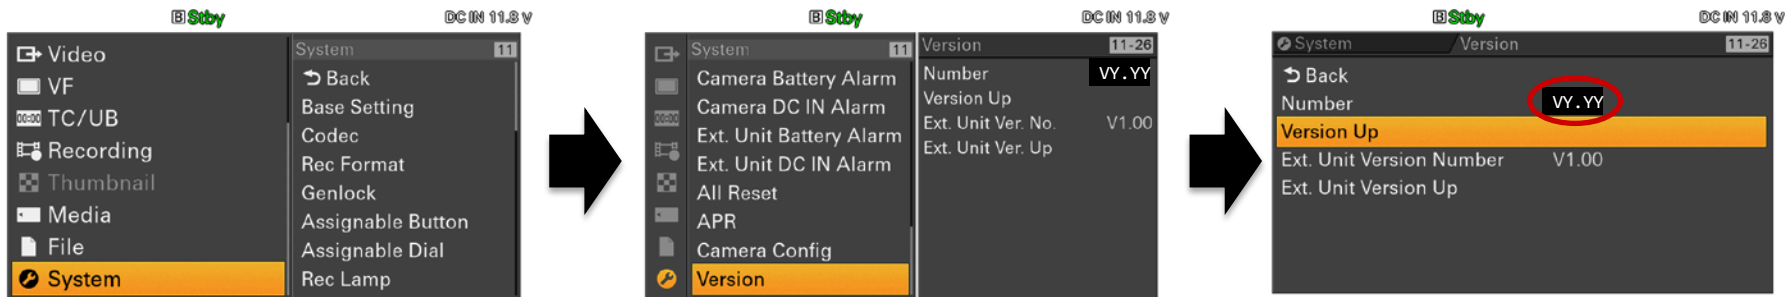 B Stby
DC IN 11.8 V
Video
VF
00:00 TC/UB
Recording
Thumbnail
Media
File
System
System 11
Back
Base Setting
Codec
Rec Format
Genlock
Assignable Button
Assignable Dial
Rec Lamp
B Stby
DC IN 11.8 V
00:00
System 11
Camera Battery Alarm
Camera DC IN Alarm
Ext. Unit Battery Alarm
Ext. Unit DC IN Alarm
All Reset
APR
Camera Config
Version
Version 11-26
Number VY.YY
Version Up
Ext. Unit Ver. No. V1.00
Ext. Unit Ver. Up
B Stby
DC IN 11.8 V
System Version 11-26
Back
Number VY.YY
Version Up
Ext. Unit Version Number V1.00
Ext. Unit Version Up